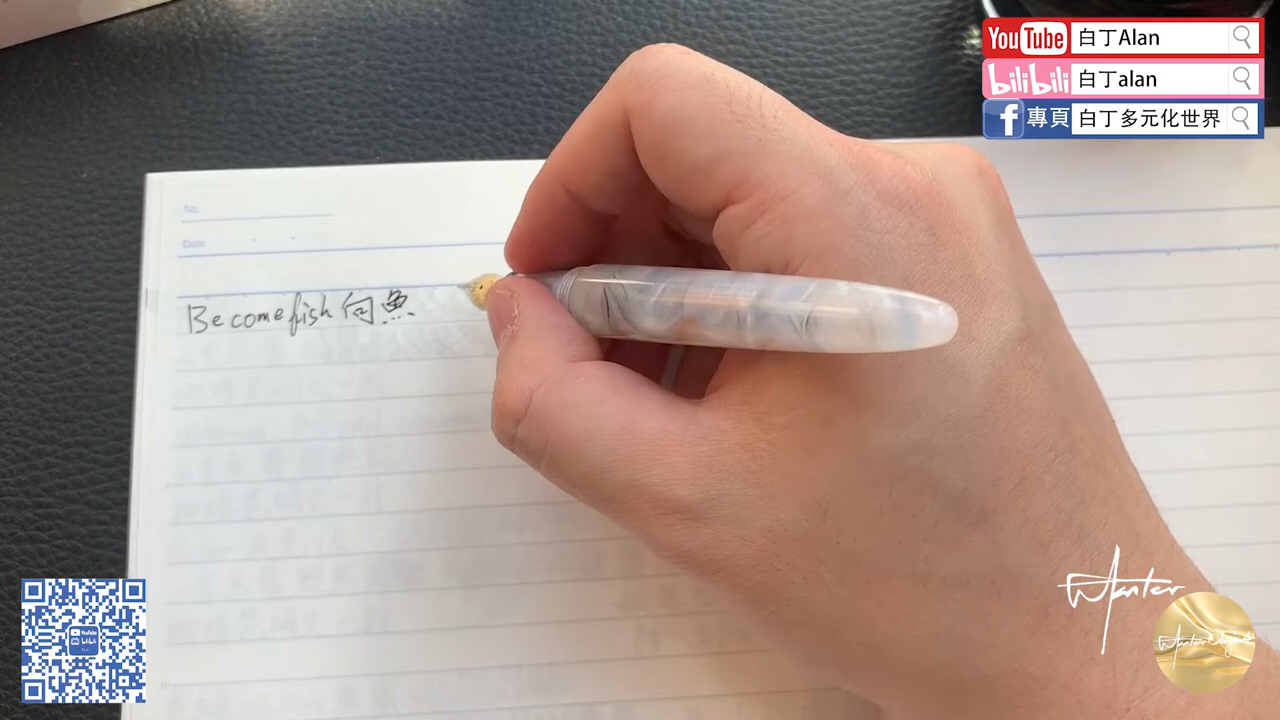 YouTube 白丁Alan
bilibili 白丁alan
f 專頁 白丁多元化世界
No.
Date
Become fish 向魚